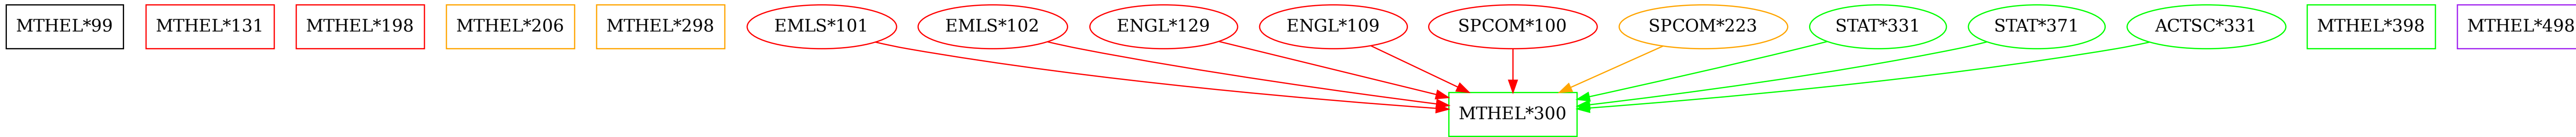 MTHEL*99
MTHEL*131
MTHEL*198
MTHEL*206
MTHEL*298
EMLS*101
EMLS*102
ENGL*129
ENGL*109
SPCOM*100
SPCOM*223
STAT*331
STAT*371
ACTSC*331
MTHEL*398
MTHEL*498
MTHEL*300